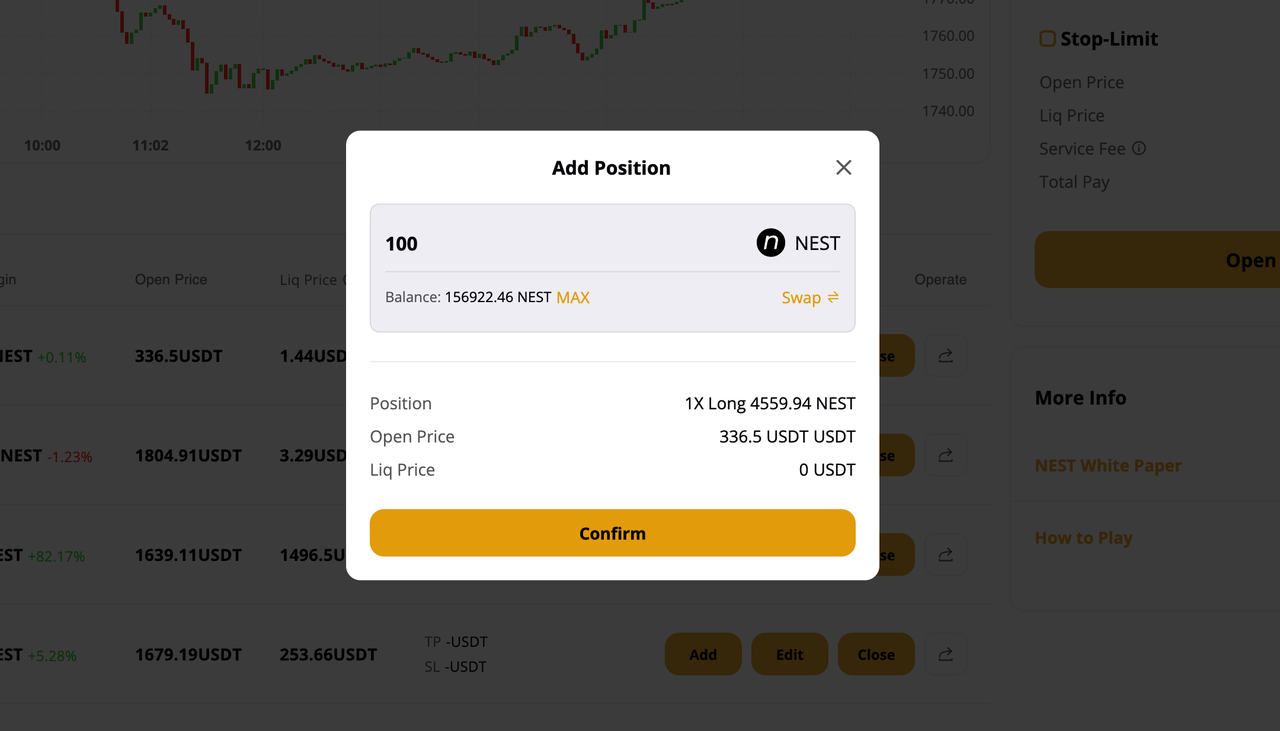 1770.00
1760.00
1750.00
1740.00
10:00
11:02
12:00
Stop-Limit
Open Price
Liq Price
Service Fee
Total Pay
Open
Open Price
Liq Price
Operate
NEST +0.11%
336.5USDT
1.44USD
NEST -1.23%
1804.91USDT
3.29USD
+82.17%
1639.11USDT
1496.5U
+5.28%
1679.19USDT
253.66USDT
TP -USDT
SL -USDT
Add
Edit
Close
Add Position
100
n NEST
Balance: 156922.46 NEST MAX
Swap
Position
1X Long 4559.94 NEST
Open Price
336.5 USDT USDT
Liq Price
0 USDT
Confirm
More Info
NEST White Paper
How to Play